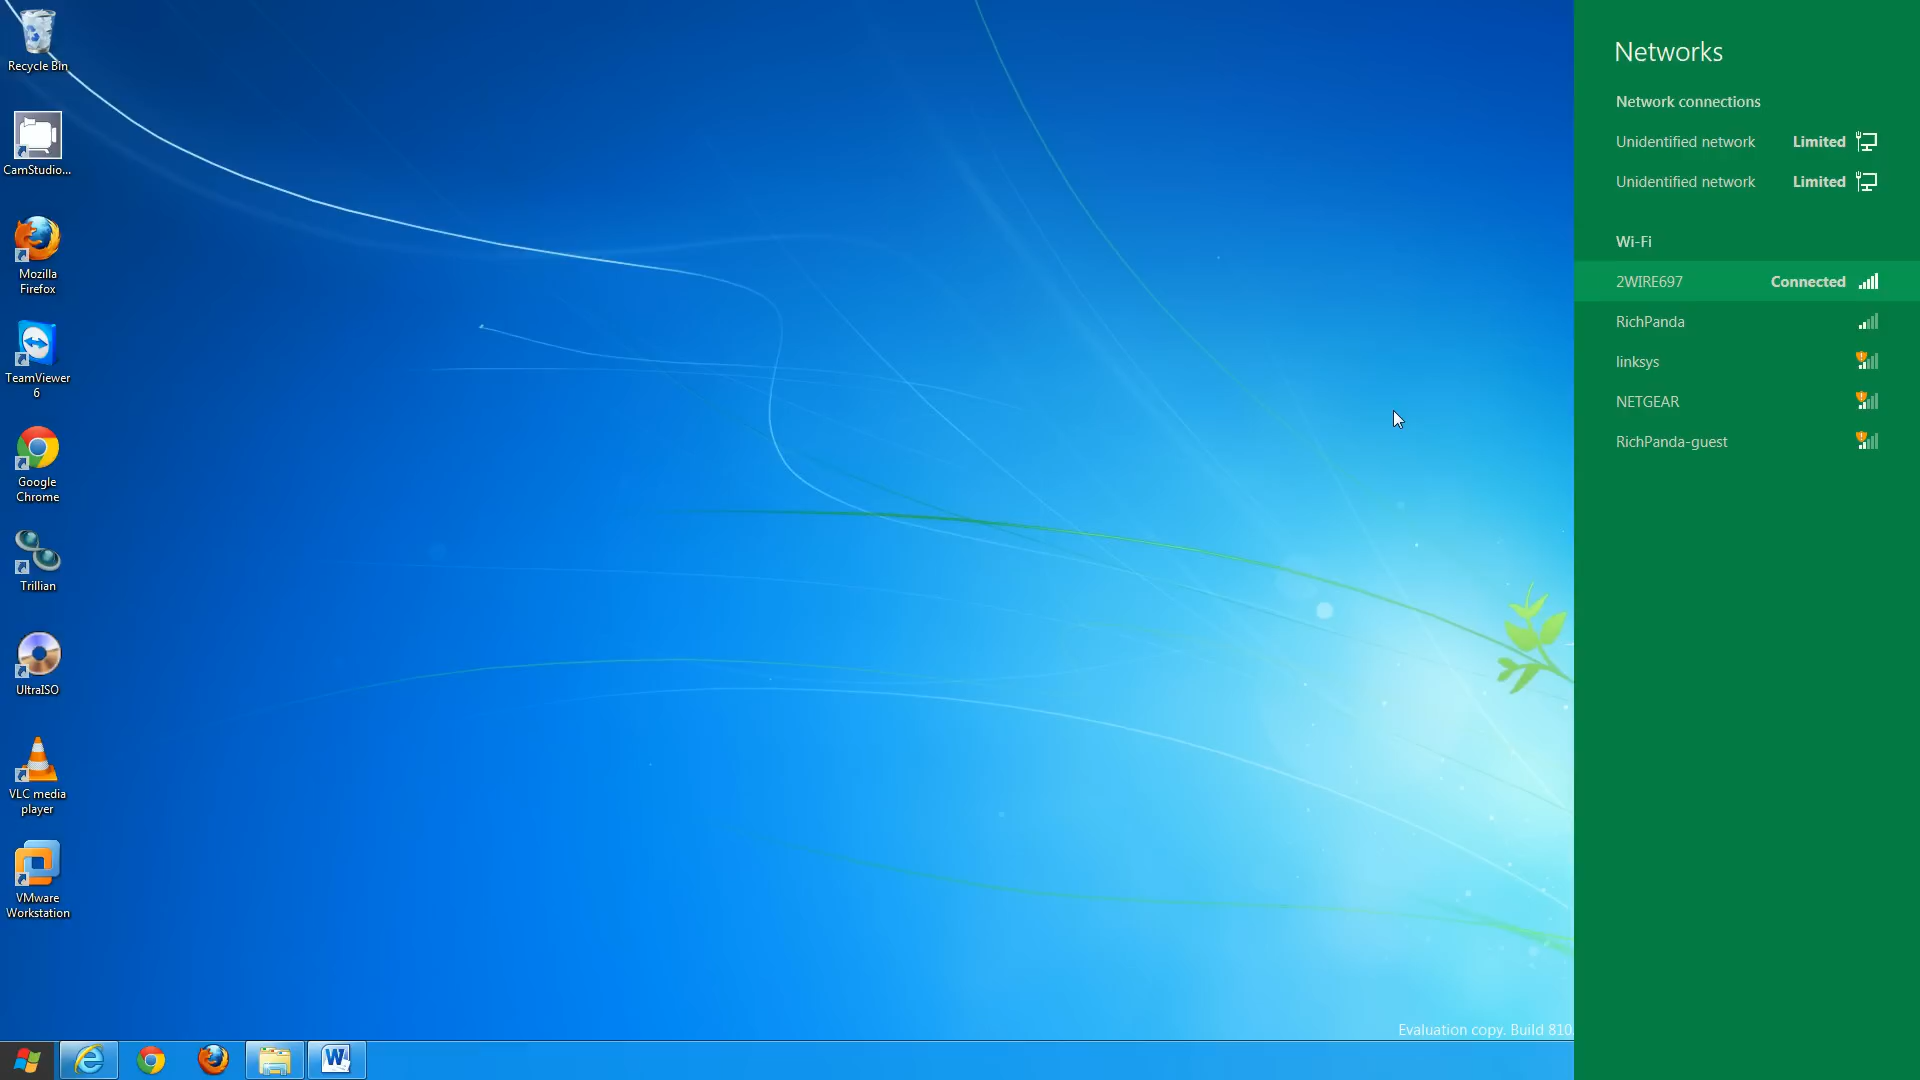 Recycle Bin
CamStudio...
Mozilla
Firefox
TeamViewer
6
Google
Chrome
Trillian
UltraISO
VLC media
player
VMware
Workstation
Evaluation copy. Build 810
Networks
Network connections
Unidentified network Limited
Unidentified network Limited
Wi-Fi
2WIRE697 Connected
RichPanda
linksys
NETGEAR
RichPanda-guest